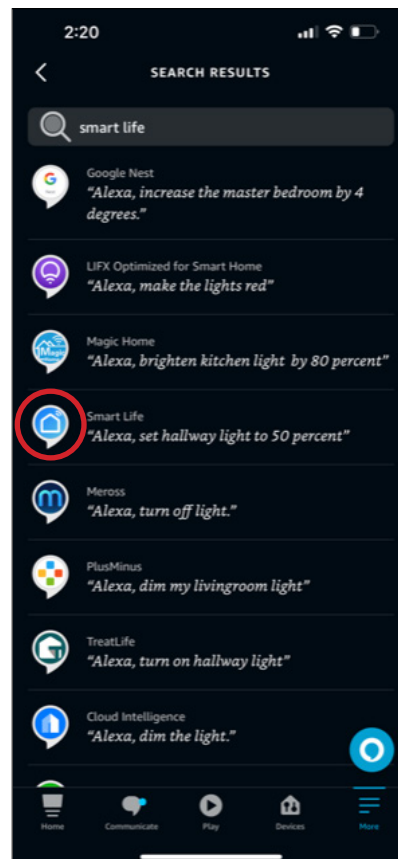 2:20
SEARCH RESULTS
smart life
Google Nest
“Alexa, increase the master bedroom by 4
degrees.”
LIFX Optimized for Smart Home
“Alexa, make the lights red”
Magic Home
“Alexa, brighten kitchen light by 80 percent”
Smart Life
“Alexa, set hallway light to 50 percent”
Meross
“Alexa, turn off light.”
PlusMinus
“Alexa, dim my livingroom light”
TreatLife
“Alexa, turn on hallway light”
Cloud Intelligence
“Alexa, dim the light.”
Home Communicate Play Devices More